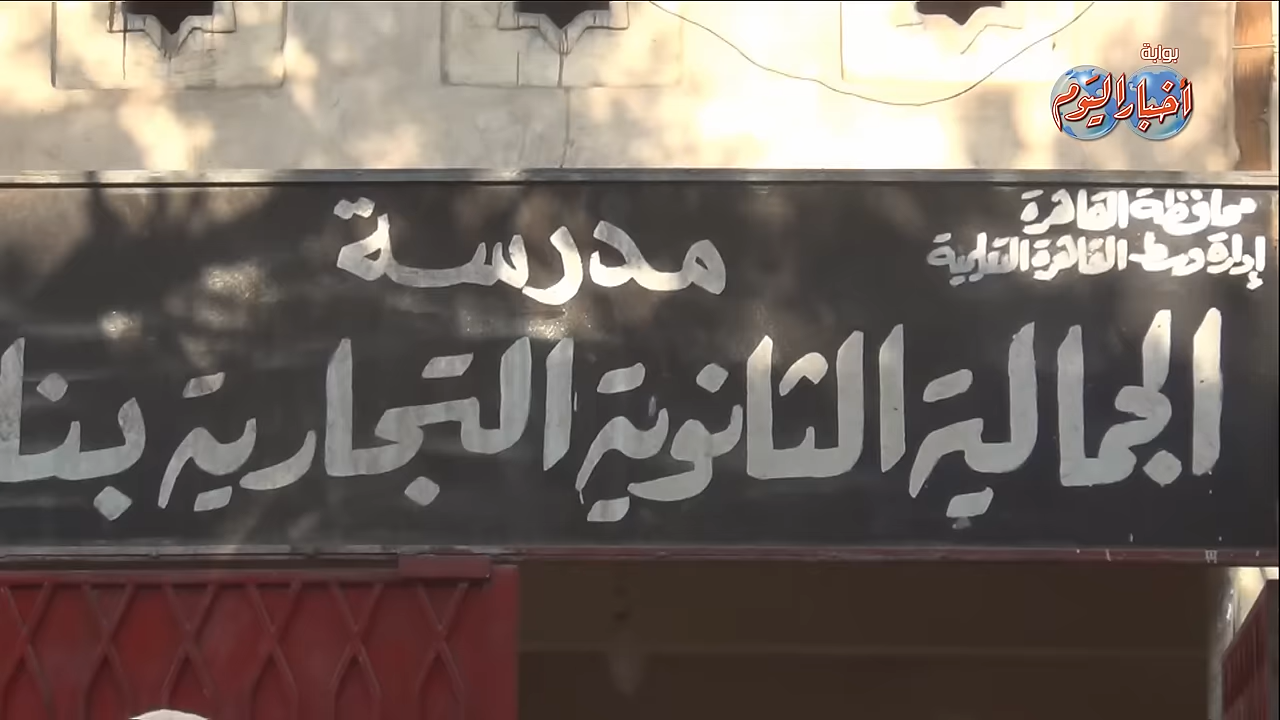 بوابة
أخبار اليوم
محافظة القاهرة
إدارة وسط القاهرة التعليمية
مدرسة
الجمالية الثانوية التجارية بنا